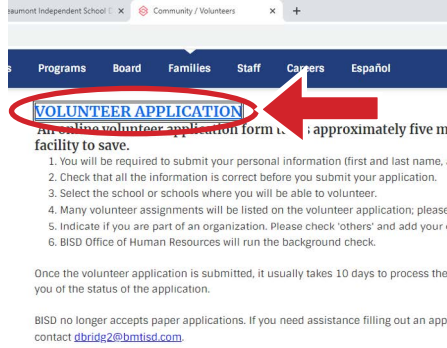 eaumont Independent School D
Community / Volunteers
s Programs Board Families Staff Careers Español
VOLUNTEER APPLICATION
An online volunteer application form approximately five m
facility to save.
1. You will be required to submit your personal information (first and last name,
2. Check that all the information is correct before you submit your application.
3. Select the school or schools where you will be able to volunteer.
4. Many volunteer assignments will be listed on the volunteer application; please
5. Indicate if you are part of an organization. Please check 'others' and add your
6. BISD Office of Human Resources will run the background check.
Once the volunteer application is submitted, it usually takes 10 days to process the
you of the status of the application.
BISD no longer accepts paper applications. If you need assistance filling out an app
contact dbridg2@bmtisd.com.